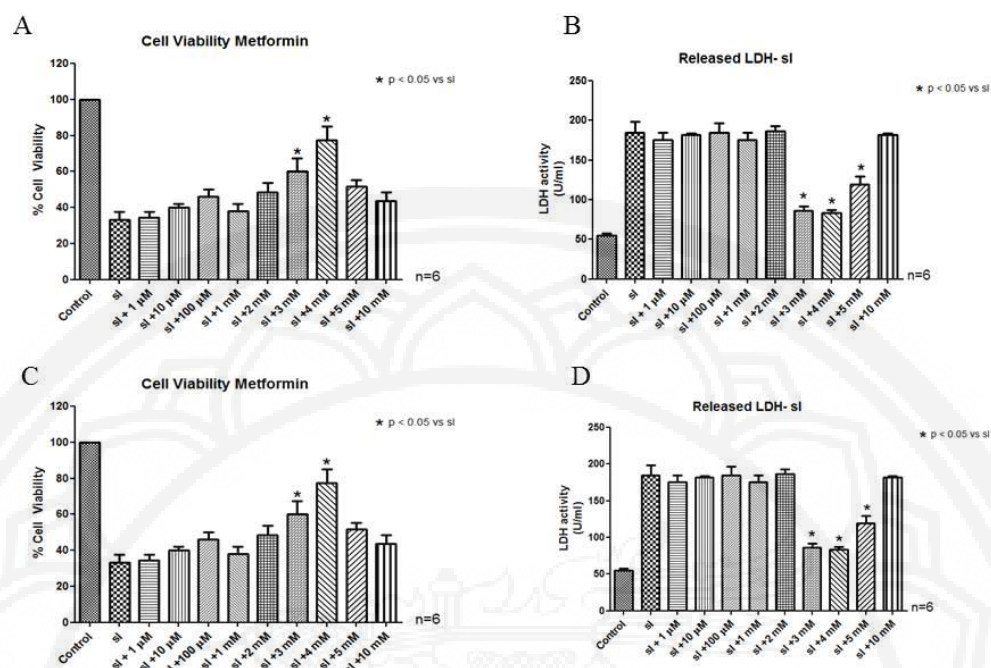 A
Cell Viability Metformin
* p < 0.05 vs sI
% Cell Viability
120
100
80
60
40
20
0
* *
Control
sI
sI + 1 µM
sI +10 µM
sI +100 µM
sI +1 mM
sI +2 mM
sI +3 mM
sI +4 mM
sI +5 mM
sI +10 mM
n=6
B
Released LDH- sI
* p < 0.05 vs sI
LDH activity
(U/ml)
250
200
150
100
50
0
* * *
Control
sI
sI + 1 µM
sI +10 µM
sI +100 µM
sI +1 mM
sI +2 mM
sI +3 mM
sI +4 mM
sI +5 mM
sI +10 mM
n=6
C
Cell Viability Metformin
* p < 0.05 vs sI
% Cell Viability
120
100
80
60
40
20
0
* *
Control
sI
sI + 1 µM
sI +10 µM
sI +100 µM
sI +1 mM
sI +2 mM
sI +3 mM
sI +4 mM
sI +5 mM
sI +10 mM
n=6
D
Released LDH- sI
* p < 0.05 vs sI
LDH activity
(U/ml)
250
200
150
100
50
0
* * *
Control
sI
sI + 1 µM
sI +10 µM
sI +100 µM
sI +1 mM
sI +2 mM
sI +3 mM
sI +4 mM
sI +5 mM
sI +10 mM
n=6